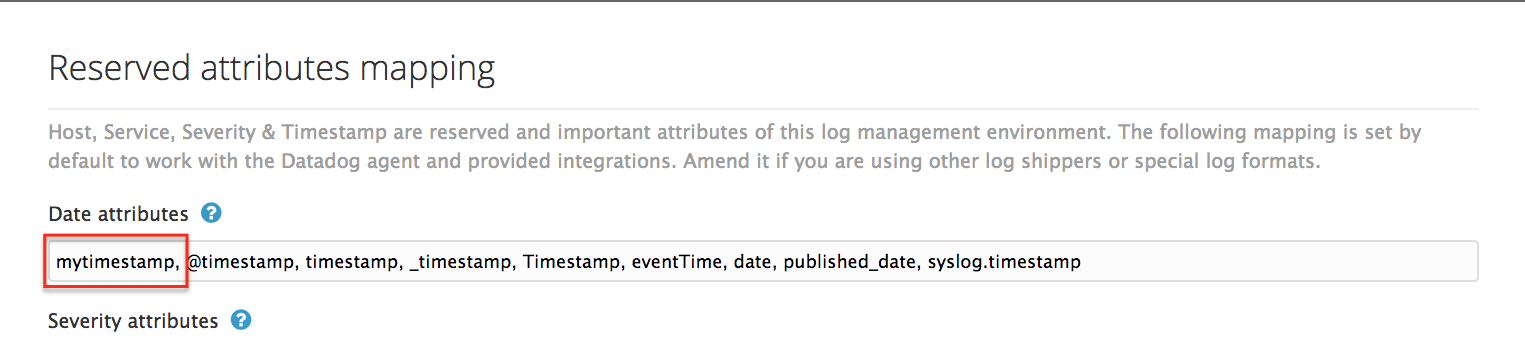 Reserved attributes mapping
Host, Service, Severity & Timestamp are reserved and important attributes of this log management environment. The following mapping is set by
default to work with the Datadog agent and provided integrations. Amend it if you are using other log shippers or special log formats.
Date attributes ?
mytimestamp, @timestamp, timestamp, _timestamp, Timestamp, eventTime, date, published_date, syslog.timestamp
Severity attributes ?